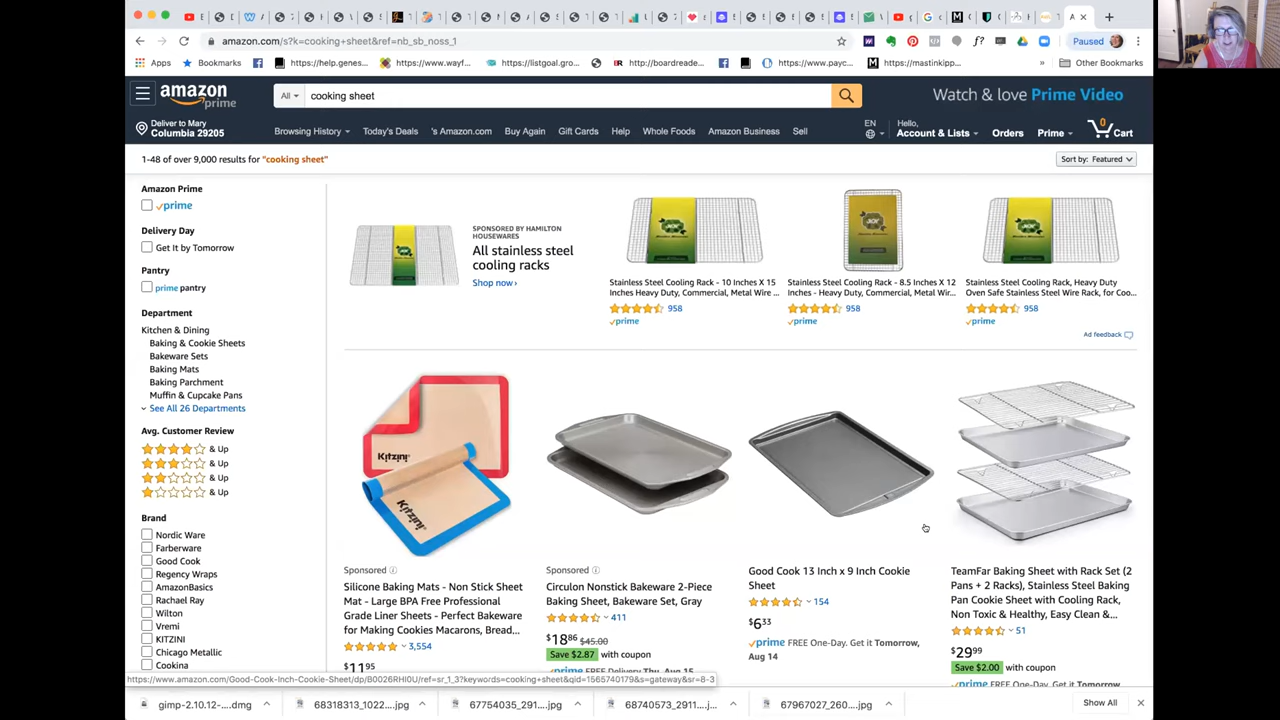 amazon.com/s?k=cooking+sheet&ref=nb_sb_noss_1
Paused
Apps
Bookmarks
https://help.genes...
https://www.wayf...
https://listgoal.gro...
http://boardreade...
https://www.payc...
https://mastinkipp...
»
Other Bookmarks
amazon
prime
All
cooking sheet
Watch & love Prime Video
Deliver to Mary
Columbia 29205
Browsing History
Today's Deals
's Amazon.com
Buy Again
Gift Cards
Help
Whole Foods
Amazon Business
Sell
EN
Hello,
Account & Lists
Orders
Prime
0
Cart
1-48 of over 9,000 results for "cooking sheet"
Sort by: Featured
Amazon Prime
prime
Delivery Day
Get It by Tomorrow
Pantry
prime pantry
Department
Kitchen & Dining
Baking & Cookie Sheets
Bakeware Sets
Baking Mats
Baking Parchment
Muffin & Cupcake Pans
See All 26 Departments
Avg. Customer Review
& Up
& Up
& Up
& Up
Brand
Nordic Ware
Farberware
Good Cook
Regency Wraps
AmazonBasics
Rachael Ray
Wilton
Vremi
KITZINI
Chicago Metallic
Cookina
SPONSORED BY HAMILTON
HOUSEWARES
All stainless steel
cooling racks
Shop now ›
Stainless Steel Cooling Rack - 10 Inches X 15
Inches Heavy Duty, Commercial, Metal Wire ...
958
prime
Stainless Steel Cooling Rack - 8.5 Inches X 12
Inches - Heavy Duty, Commercial, Metal Wir...
958
prime
Stainless Steel Cooling Rack, Heavy Duty
Oven Safe Stainless Steel Wire Rack, for Coo...
958
prime
Ad feedback
Kitzini
Kitzini
Sponsored
Silicone Baking Mats - Non Stick Sheet
Mat - Large BPA Free Professional
Grade Liner Sheets - Perfect Bakeware
for Making Cookies Macarons, Bread...
3,554
$11.95
Sponsored
Circulon Nonstick Bakeware 2-Piece
Baking Sheet, Bakeware Set, Gray
411
$18.86 $45.00
Save $2.87 with coupon
FREE Delivery Thu, Aug 15
Good Cook 13 Inch x 9 Inch Cookie
Sheet
154
$6.33
prime FREE One-Day. Get it Tomorrow,
Aug 14
TeamFar Baking Sheet with Rack Set (2
Pans + 2 Racks), Stainless Steel Baking
Pan Cookie Sheet with Cooling Rack,
Non Toxic & Healthy, Easy Clean &...
51
$29.99
Save $2.00 with coupon
prime FREE One-Day. Get it Tomorrow,
https://www.amazon.com/Good-Cook-Inch-Cookie-Sheet/dp/B0026RHI0U/ref=sr_1_3?keywords=cooking+sheet&qid=1565740179&s=gateway&sr=8-3
gimp-2.10.12-....dmg
68318313_1022....jpg
67754035_291....jpg
68740573_2911....j...
67967027_260....jpg
Show All